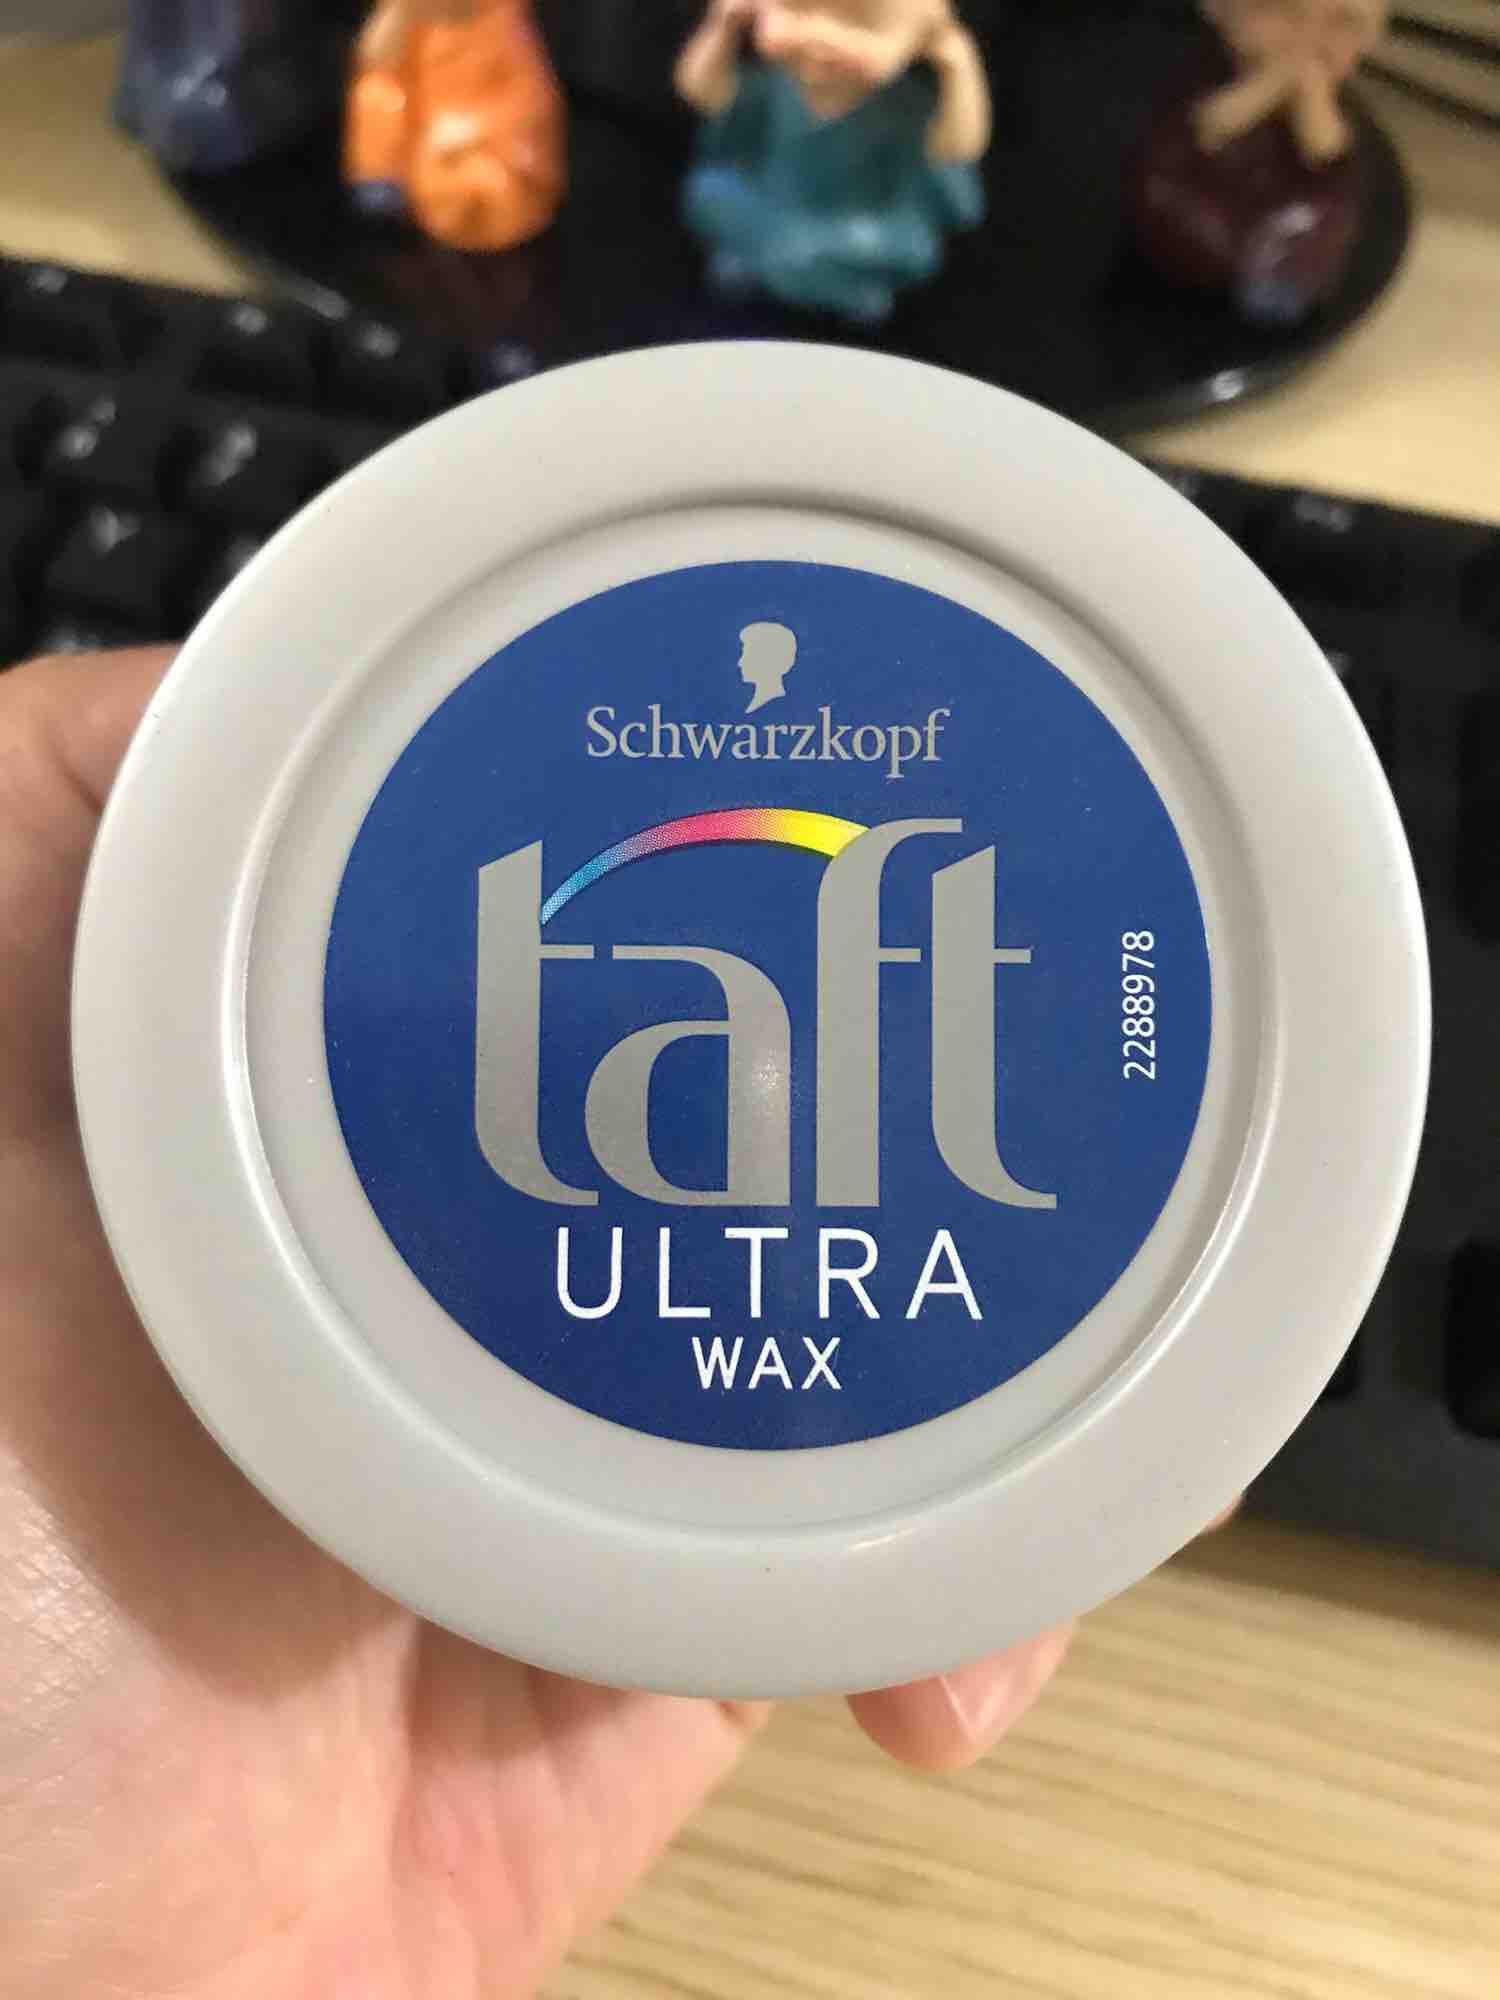 Schwarzkopf
taft
ULTRA
WAX
2288978